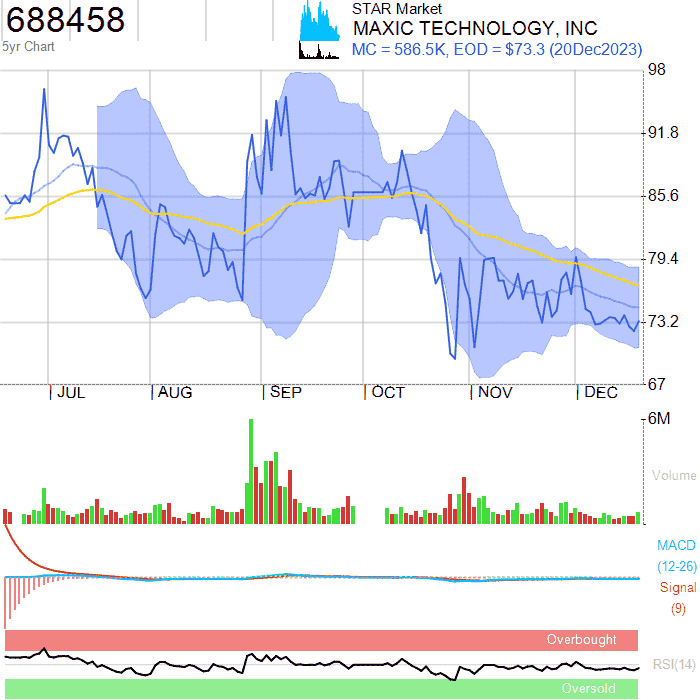 688458
5yr Chart
STAR Market
MAXIC TECHNOLOGY, INC
MC = 586.5K, EOD = $73.3 (20Dec2023)
98
91.8
85.6
79.4
73.2
67
JUL AUG SEP OCT NOV DEC
6M
Volume
MACD
(12-26)
Signal
(9)
Overbought
RSI(14)
Oversold